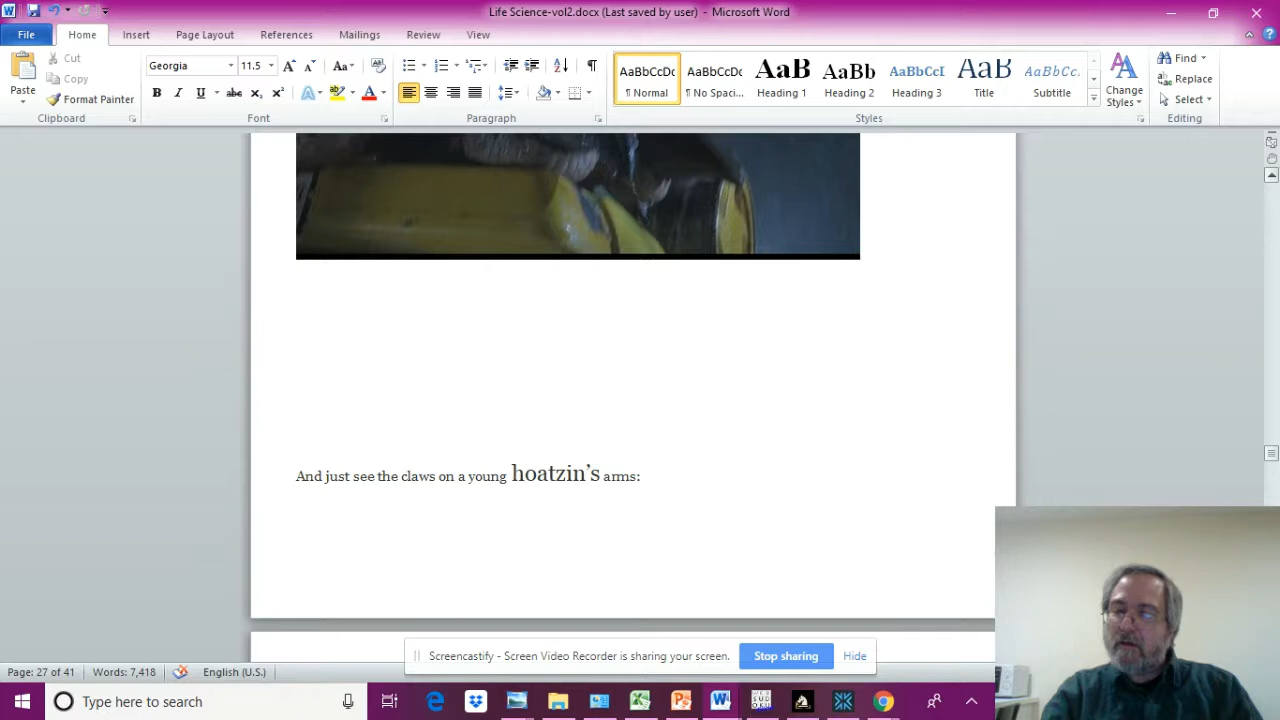 Life Science-vol2.docx (Last saved by user) - Microsoft Word
File Home Insert Page Layout References Mailings Review View
Paste
Cut
Copy
Format Painter
Clipboard
Georgia 11.5
Font
Paragraph
AaBbCcDc AaBbCcDc AaB AaBb AaBbCcI AaB AaBbCc.
¶ Normal ¶ No Spaci... Heading 1 Heading 2 Heading 3 Title Subtitle
Change Styles
Styles
Find
Replace
Select
Editing
And just see the claws on a young hoatzin’s arms:
Screencastify - Screen Video Recorder is sharing your screen. Stop sharing Hide
Page: 27 of 41 Words: 7,418 English (U.S.)
Type here to search